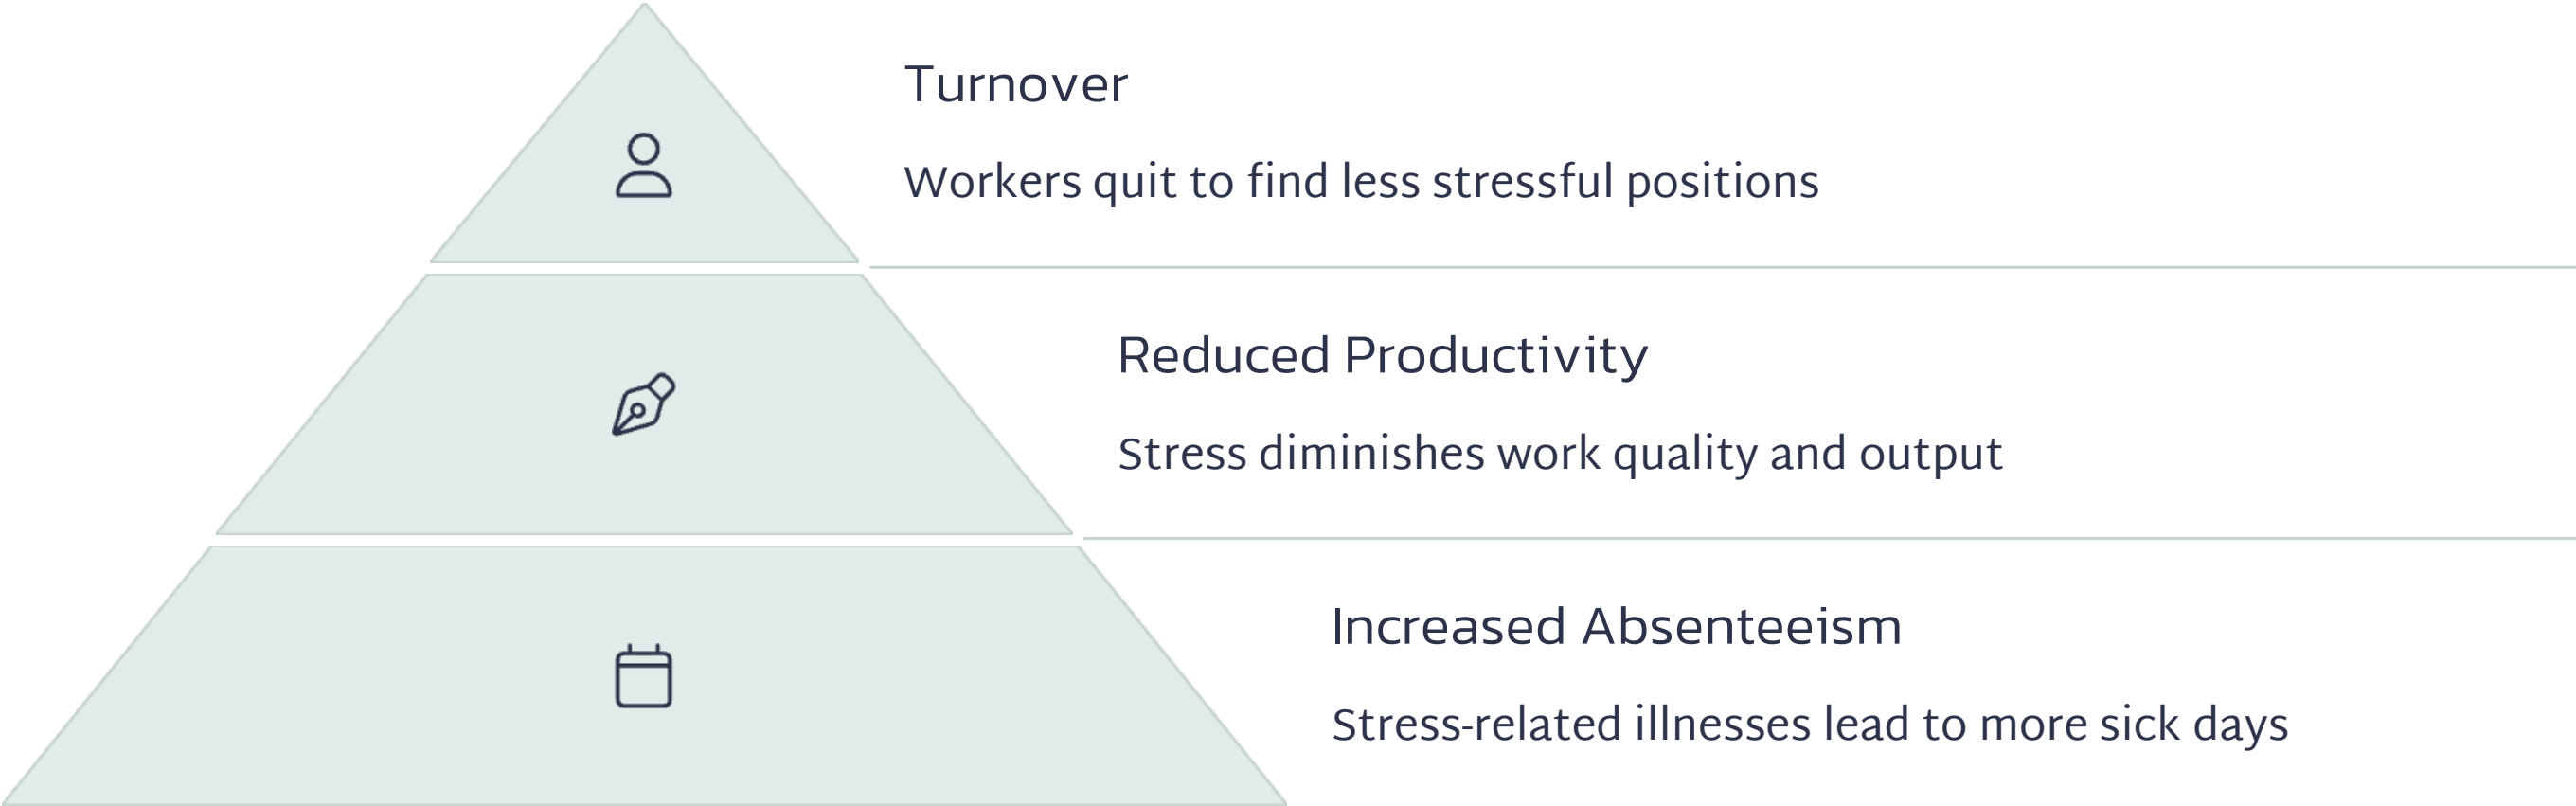 Turnover
Workers quit to find less stressful positions
Reduced Productivity
Stress diminishes work quality and output
Increased Absenteeism
Stress-related illnesses lead to more sick days